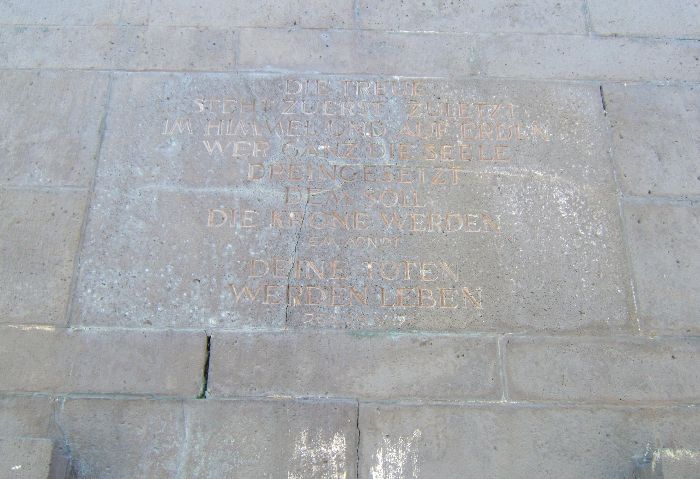 DIE TREUE
STEHT ZUERST ZULETZT
IM HIMMEL UND AUF ERDEN
WER GANZ DIE SEELE
DREINGESETZT
DEM SOLL
DIE KRONE WERDEN
E.M. ARNDT
DEINE TOTEN
WERDEN LEBEN